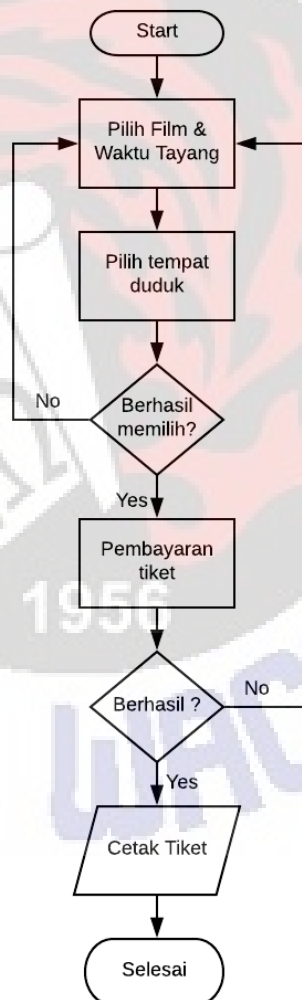 Start
Pilih Film &
Waktu Tayang
Pilih tempat
duduk
No
Berhasil
memilih?
Yes
Pembayaran
tiket
1956
No
Berhasil ?
Yes
WAC
Cetak Tiket
Selesai